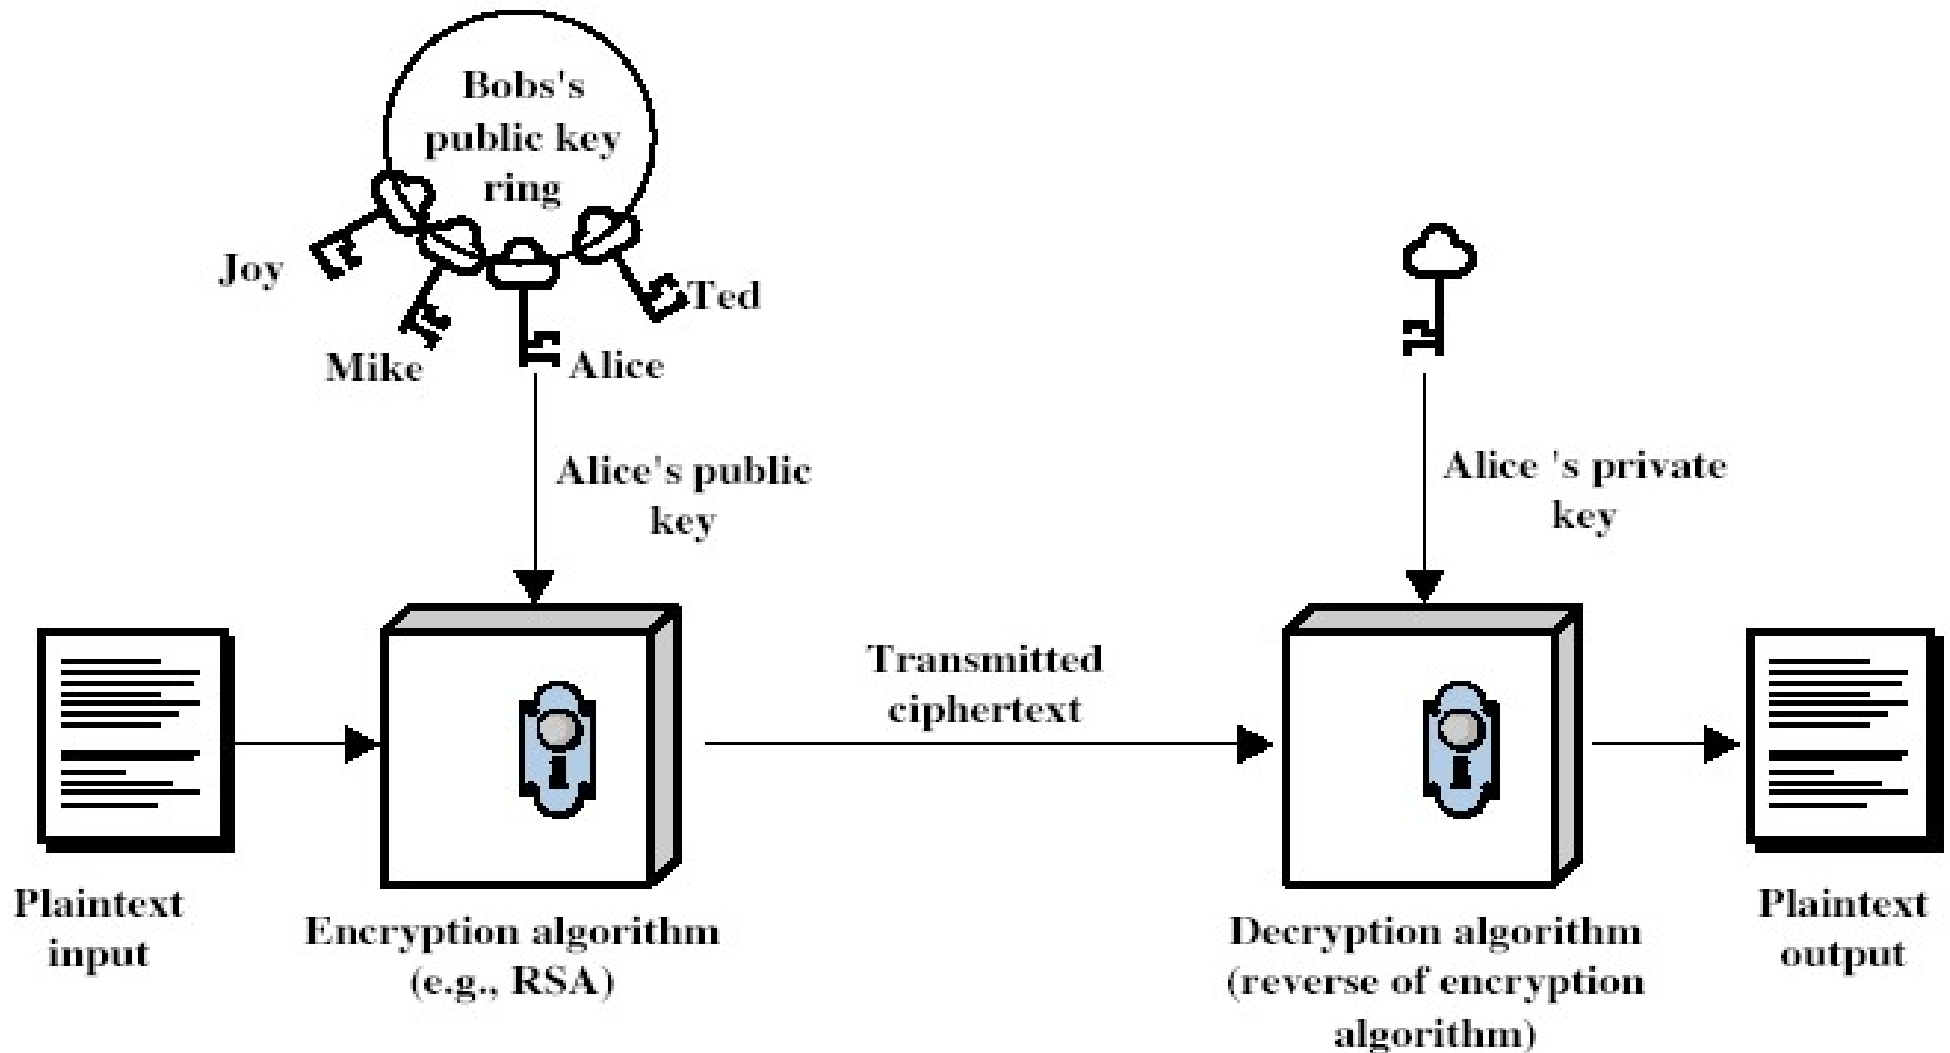 Bobs's
public key
ring
Joy
Ted
Mike
Alice
Alice's public
key
Alice 's private
key
Transmitted
ciphertext
Plaintext
input
Encryption algorithm
(e.g., RSA)
Decryption algorithm
(reverse of encryption
algorithm)
Plaintext
output